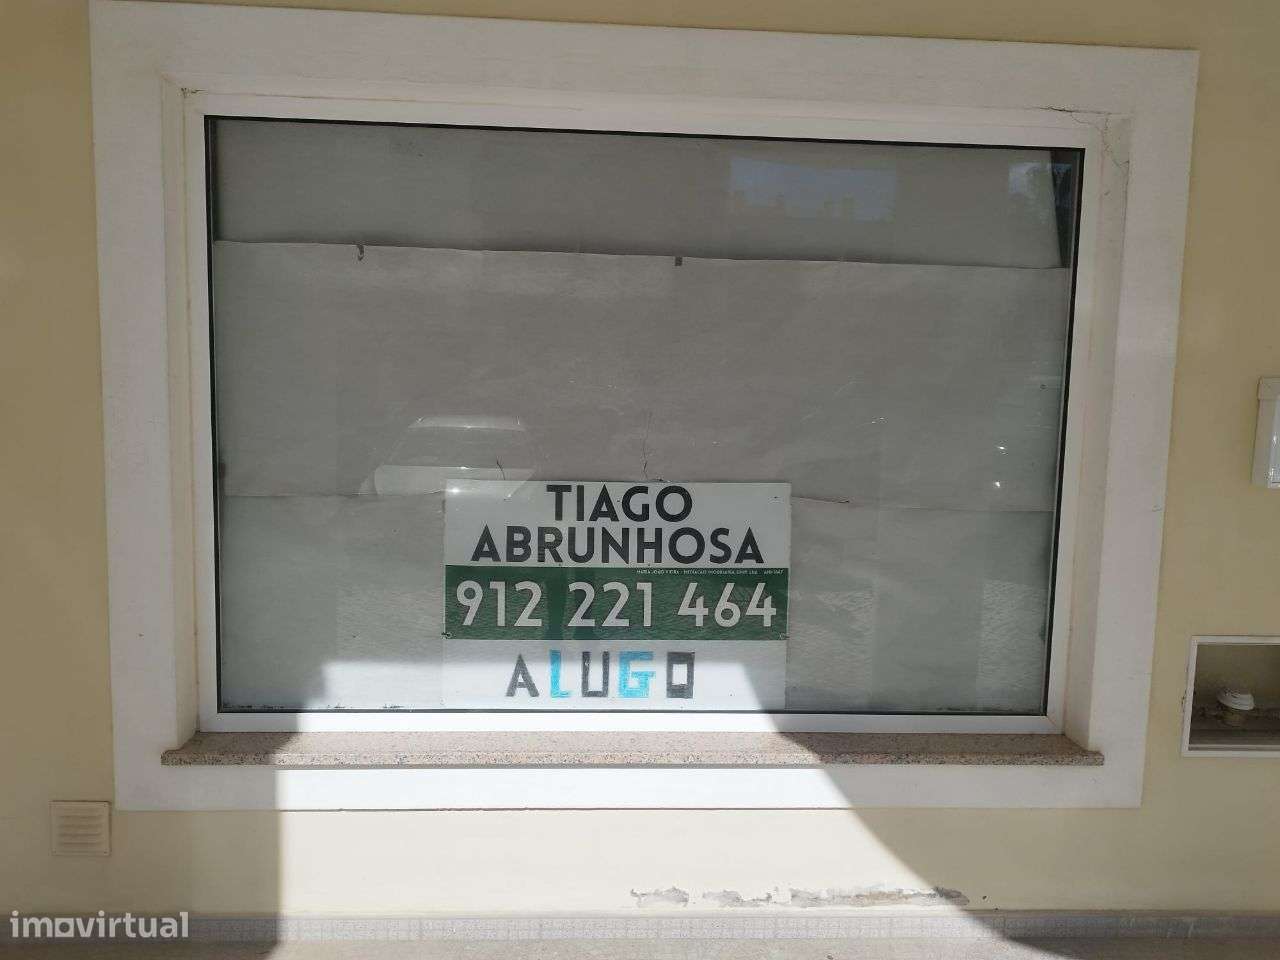 TIAGO
ABRUNHOSA
912 221 464
ALUGO
imovirtual